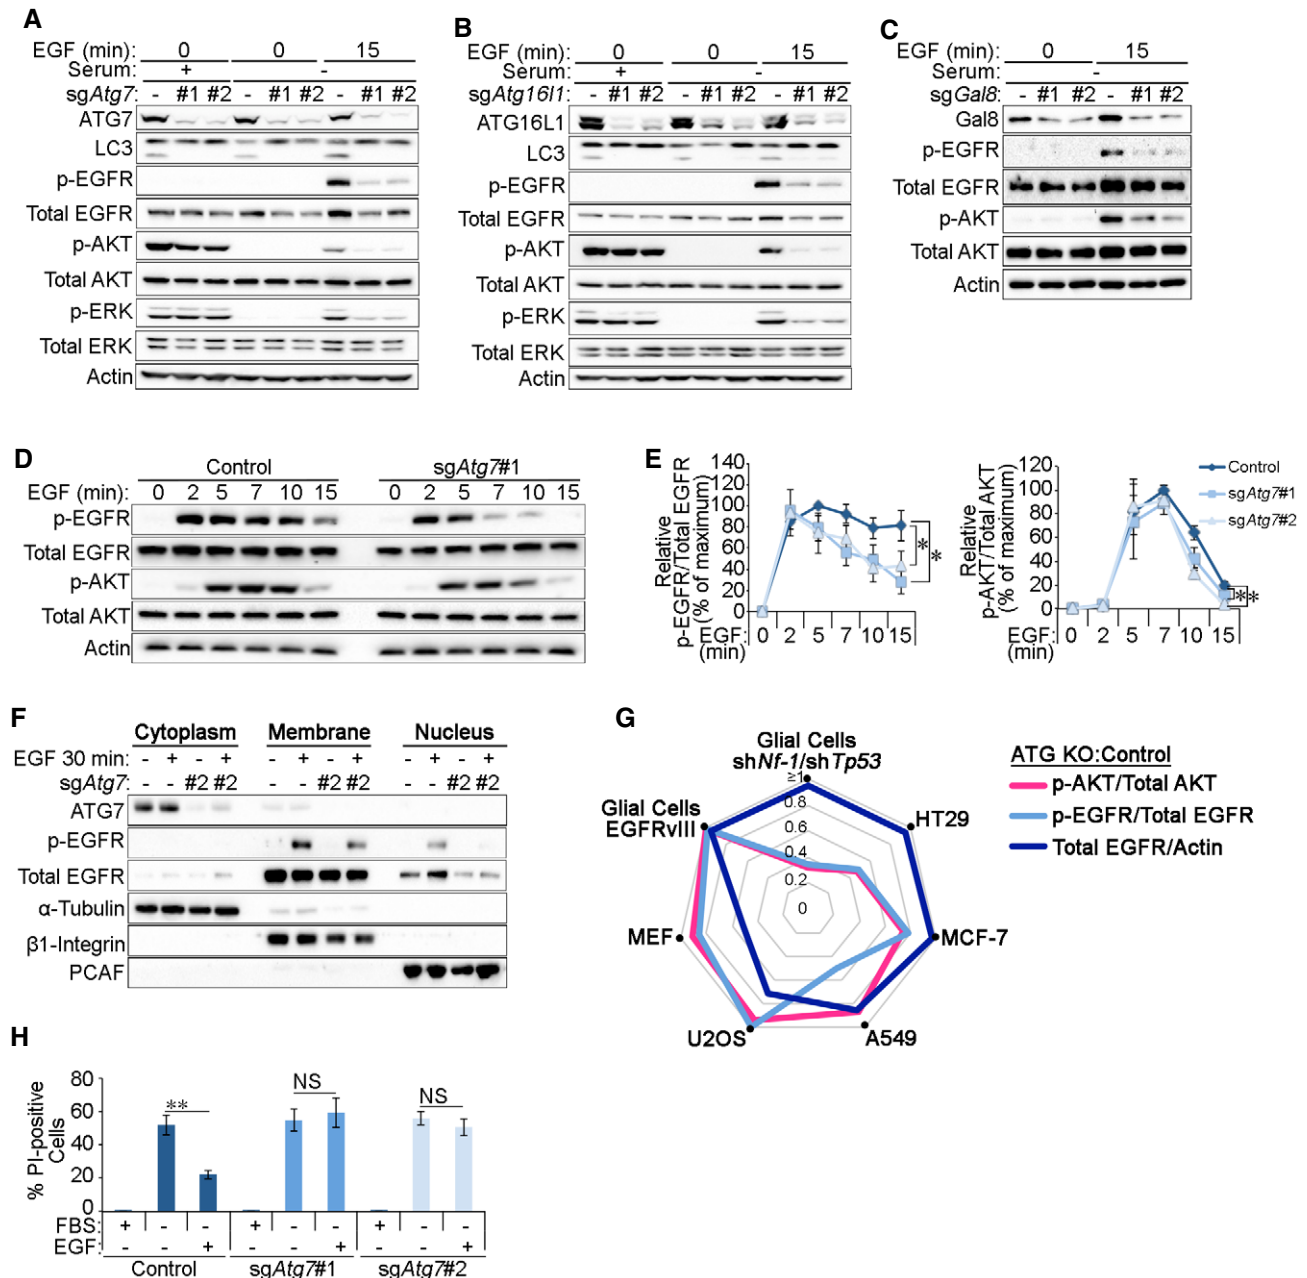 A
EGF (min): 0 0 15
Serum: + -
sgAtg7 - #1 #2 - #1 #2 - #1 #2
ATG7
LC3
p-EGFR
Total EGFR
p-AKT
Total AKT
p-ERK
Total ERK
Actin
B
EGF (min): 0 0 15
Serum: + -
sgAtg16l1 - #1 #2 - #1 #2 - #1 #2
ATG16L1
LC3
p-EGFR
Total EGFR
p-AKT
Total AKT
p-ERK
Total ERK
Actin
C
EGF (min): 0 15
Serum: -
sgGal8: - #1 #2 - #1 #2
Gal8
p-EGFR
Total EGFR
p-AKT
Total AKT
Actin
D
Control sgAtg7#1
EGF (min): 0 2 5 7 10 15 0 2 5 7 10 15
p-EGFR
Total EGFR
p-AKT
Total AKT
Actin
E
Relative
p-EGFR/Total EGFR
(% of maximum)
140
120
100
80
60
40
20
0
* *
EGF: 0 2 5 7 10 15
(min)
Relative
p-AKT/Total AKT
(% of maximum)
120
100
80
60
40
20
0
**
EGF: 0 2 5 7 10 15
(min)
Control
sgAtg7#1
sgAtg7#2
F
Cytoplasm Membrane Nucleus
EGF 30 min: - + - + - + - + - + - +
sgAtg7: - - #2 #2 - - #2 #2 - - #2 #2
ATG7
p-EGFR
Total EGFR
α-Tubulin
β1-Integrin
PCAF
G
Glial Cells
shNf-1/shTp53
≥1
0.8
0.6
0.4
0.2
0
HT29
MCF-7
A549
U2OS
MEF
Glial Cells
EGFRvIII
ATG KO:Control
p-AKT/Total AKT
p-EGFR/Total EGFR
Total EGFR/Actin
H
% PI-positive
Cells
80
60
40
20
0
** NS NS
FBS: + - - + - - + - -
EGF: - - + - - + - - +
Control sgAtg7#1 sgAtg7#2